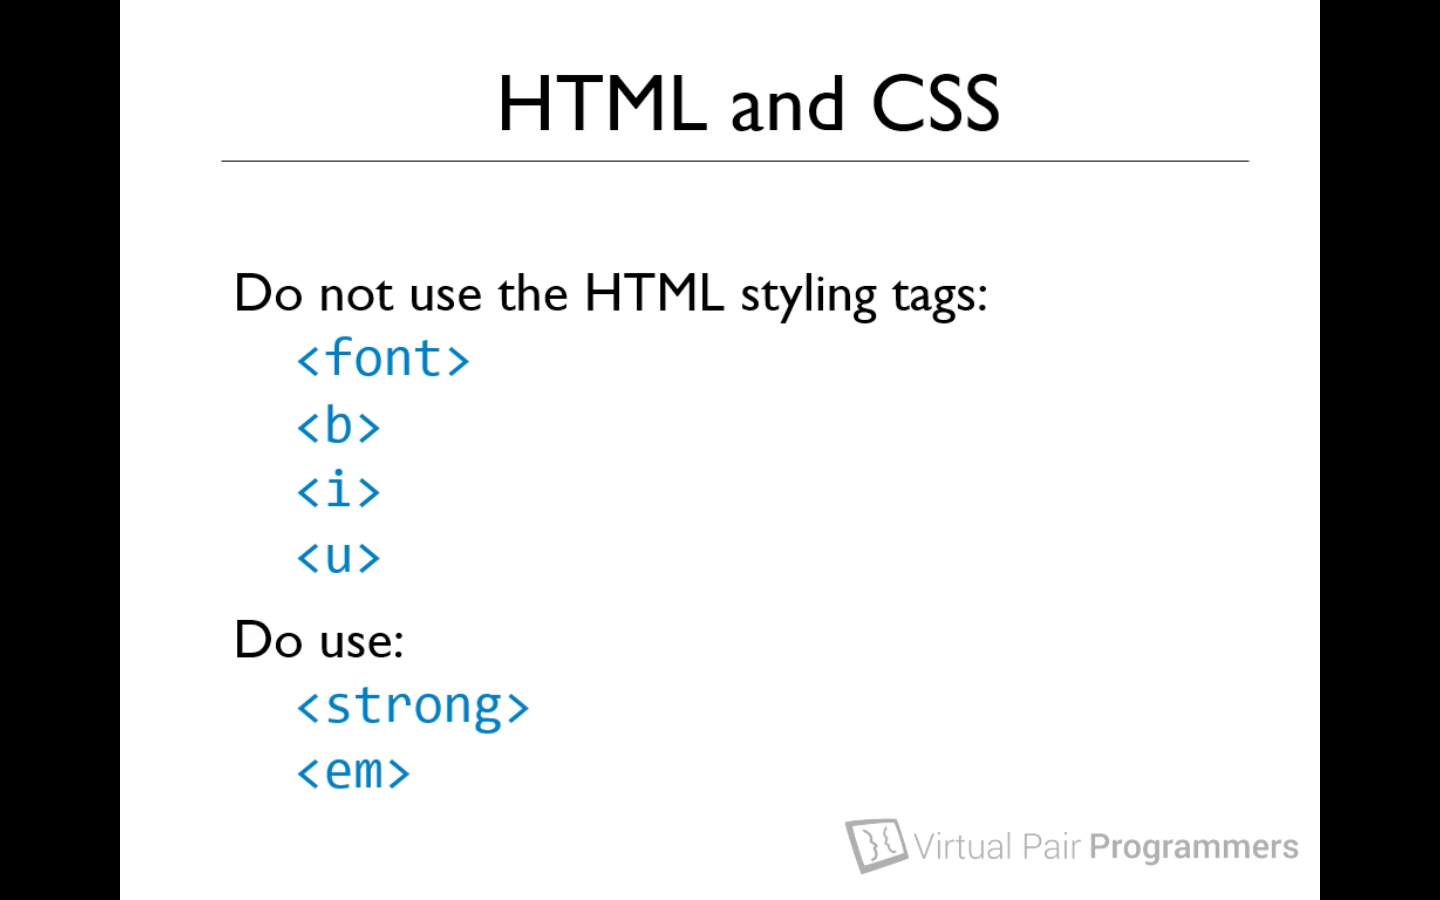 HTML and CSS
Do not use the HTML styling tags:
<font>
<b>
<i>
<u>
Do use:
<strong>
<em>
Virtual Pair Programmers